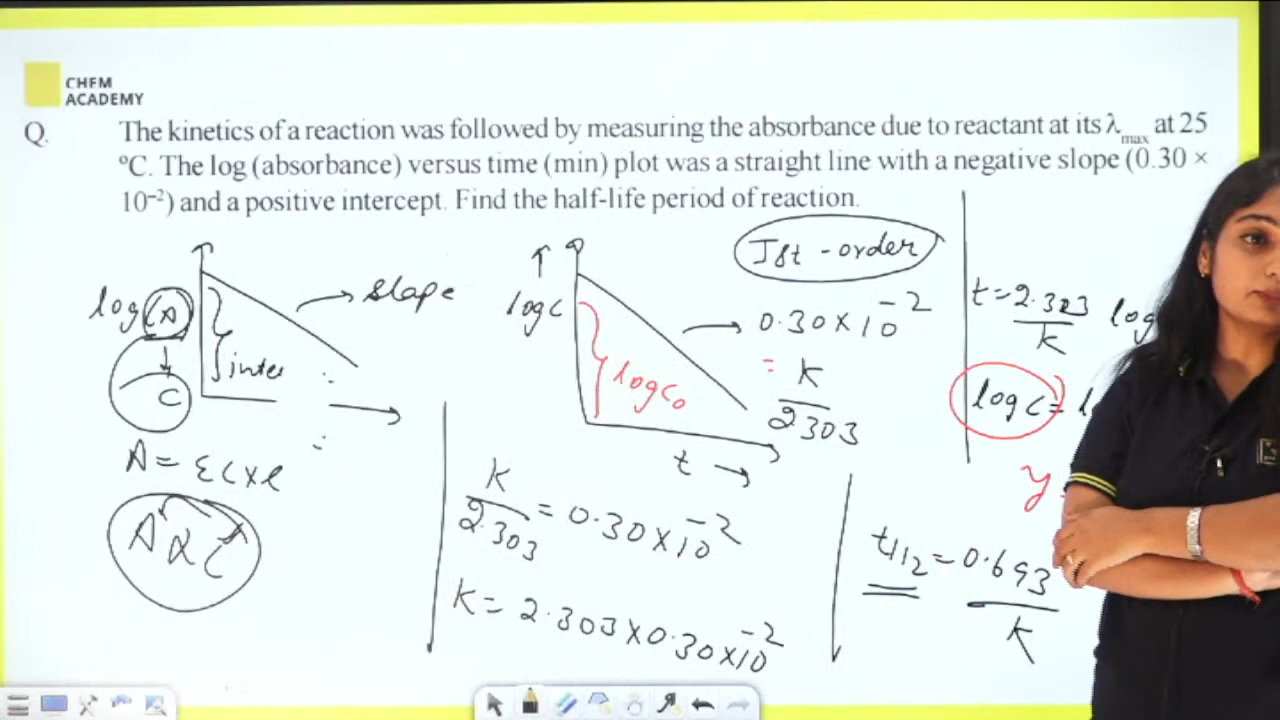 CHEM
ACADEMY
Q. The kinetics of a reaction was followed by measuring the absorbance due to reactant at its λmax at 25
ºC. The log (absorbance) versus time (min) plot was a straight line with a negative slope (0.30 ×
10⁻²) and a positive intercept. Find the half-life period of reaction.
Ist - order
log(A)
slope
inter
C
A = εC×l
A α C
log C
log C₀
t
0.30×10⁻²
= K/2.303
K/2.303 = 0.30×10⁻²
K = 2.303×0.30×10⁻²
t = 2.303/K log
log C =
y
t1/2 = 0.693/K